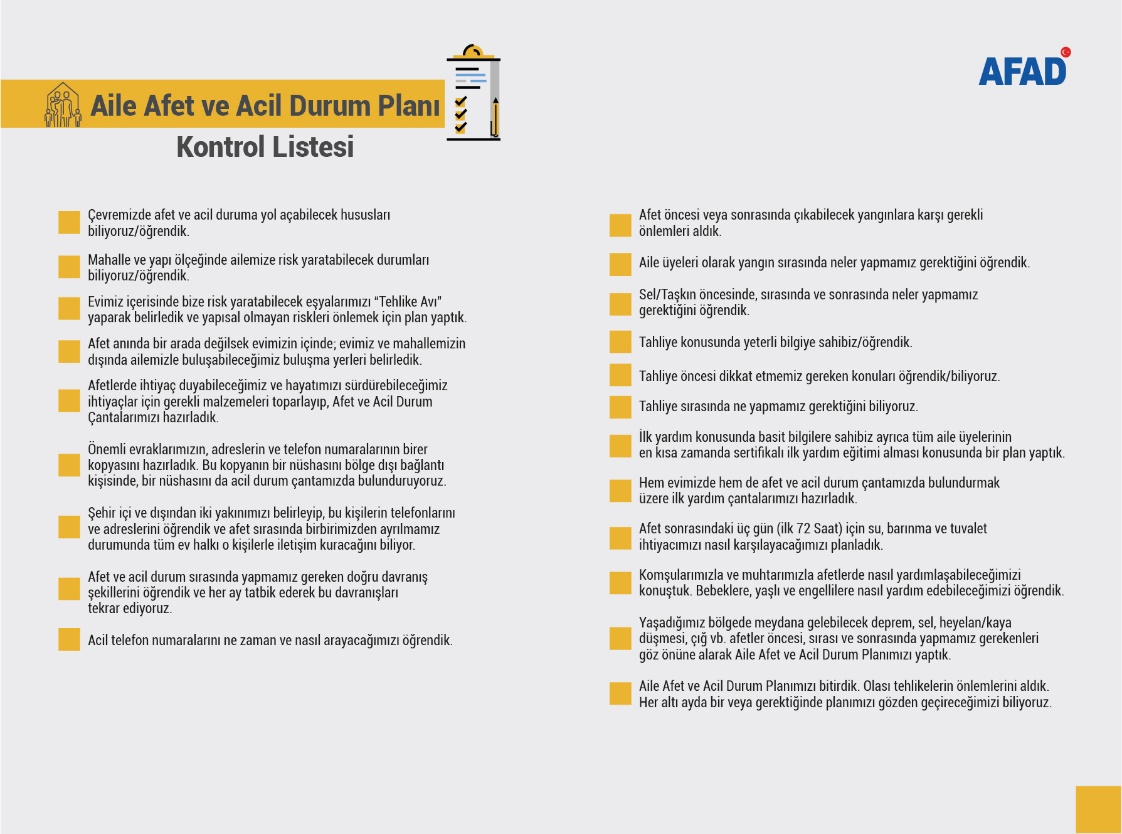 Aile Afet ve Acil Durum Planı
Kontrol Listesi
AFAD
Çevremizde afet ve acil duruma yol açabilecek hususları
biliyoruz/öğrendik.
Mahalle ve yapı ölçeğinde ailemize risk yaratabilecek durumları
biliyoruz/öğrendik.
Evimiz içerisinde bize risk yaratabilecek eşyalarımızı “Tehlike Avı”
yaparak belirledik ve yapısal olmayan riskleri önlemek için plan yaptık.
Afet anında bir arada değilsek evimizin içinde; evimiz ve mahallemizin
dışında ailemizle buluşabileceğimiz buluşma yerleri belirledik.
Afetlerde ihtiyaç duyabileceğimiz ve hayatımızı sürdürebileceğimiz
ihtiyaçlar için gerekli malzemeleri toparlayıp, Afet ve Acil Durum
Çantalarımızı hazırladık.
Önemli evraklarımızın, adreslerin ve telefon numaralarının birer
kopyasını hazırladık. Bu kopyanın bir nüshasını bölge dışı bağlantı
kişisinde, bir nüshasını da acil durum çantamızda bulunduruyoruz.
Şehir içi ve dışından iki yakınımızı belirleyip, bu kişilerin telefonlarını
ve adreslerini öğrendik ve afet sırasında birbirimizden ayrılmamız
durumunda tüm ev halkı o kişilerle iletişim kuracağını biliyor.
Afet ve acil durum sırasında yapmamız gereken doğru davranış
şekillerini öğrendik ve her ay tatbik ederek bu davranışları
tekrar ediyoruz.
Acil telefon numaralarını ne zaman ve nasıl arayacağımızı öğrendik.
Afet öncesi veya sonrasında çıkabilecek yangınlara karşı gerekli
önlemleri aldık.
Aile üyeleri olarak yangın sırasında neler yapmamız gerektiğini öğrendik.
Sel/Taşkın öncesinde, sırasında ve sonrasında neler yapmamız
gerektiğini öğrendik.
Tahliye konusunda yeterli bilgiye sahibiz/öğrendik.
Tahliye öncesi dikkat etmemiz gereken konuları öğrendik/biliyoruz.
Tahliye sırasında ne yapmamız gerektiğini biliyoruz.
İlk yardım konusunda basit bilgilere sahibiz ayrıca tüm aile üyelerinin
en kısa zamanda sertifikalı ilk yardım eğitimi alması konusunda bir plan yaptık.
Hem evimizde hem de afet ve acil durum çantamızda bulundurmak
üzere ilk yardım çantalarımızı hazırladık.
Afet sonrasındaki üç gün (ilk 72 Saat) için su, barınma ve tuvalet
ihtiyacımızı nasıl karşılayacağımızı planladık.
Komşularımızla ve muhtarımızla afetlerde nasıl yardımlaşabileceğimizi
konuştuk. Bebeklere, yaşlı ve engellilere nasıl yardım edebileceğimizi öğrendik.
Yaşadığımız bölgede meydana gelebilecek deprem, sel, heyelan/kaya
düşmesi, çığ vb. afetler öncesi, sırası ve sonrasında yapmamız gerekenleri
göz önüne alarak Aile Afet ve Acil Durum Planımızı yaptık.
Aile Afet ve Acil Durum Planımızı bitirdik. Olası tehlikelerin önlemlerini aldık.
Her altı ayda bir veya gerektiğinde planımızı gözden geçireceğimizi biliyoruz.